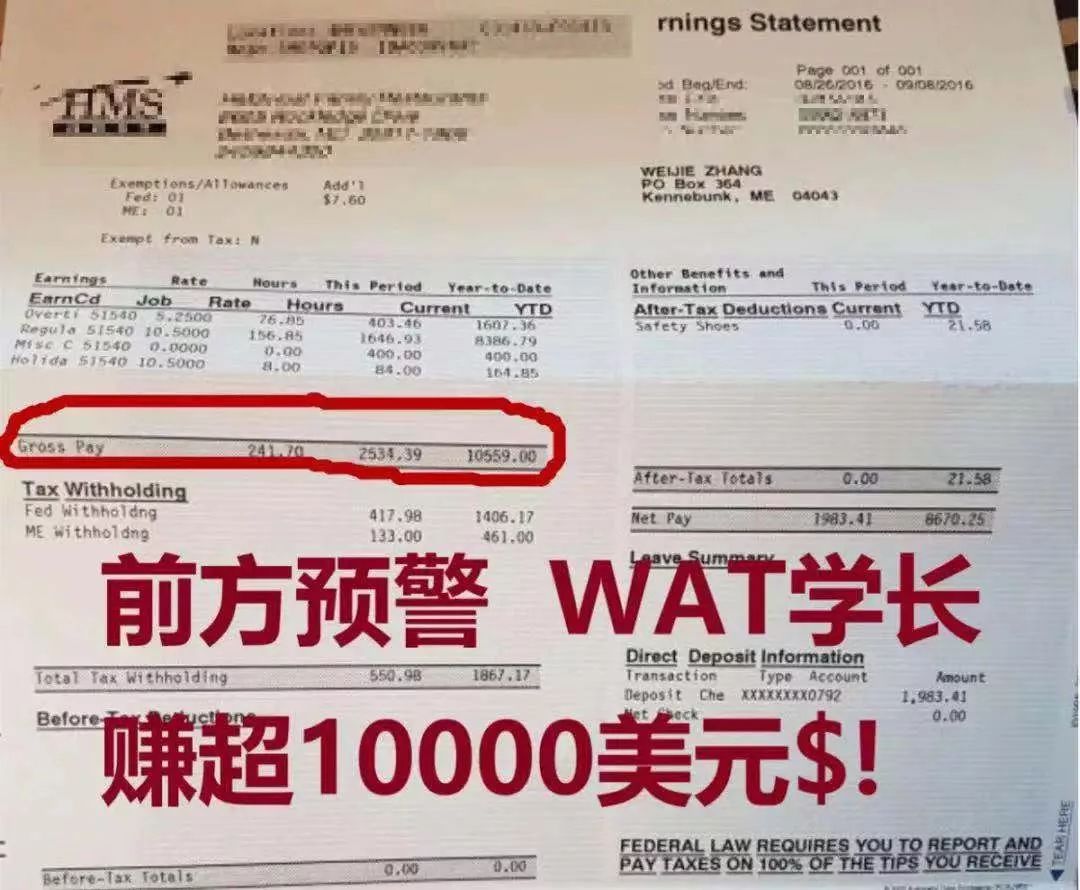 rnings Statement
Page 001 of 001
od Beg/End: 08/26/2016 - 09/08/2016
HMS
WEIJIE ZHANG
PO Box 364
Kennebunk, ME 04043
Exemptions/Allowances Add'l
Fed: 01 $7.60
ME: 01
Exempt from Tax: N
Earnings Rate Hours This Period Year-to-Date
EarnCd Job Rate Hours Current YTD
Overti 51540 5.2500 76.85 403.46 1607.36
Regula 51540 10.5000 156.85 1646.93 8386.79
Misc C 51540 0.0000 0.00 400.00 400.00
Holida 51540 10.5000 8.00 84.00 164.85
Gross Pay 241.70 2534.39 10559.00
Tax Withholding
Fed Withholdng 417.98 1406.17
ME Withholdng 133.00 461.00
Total Tax Withholding 550.98 1867.17
Before-Tax Deductions
Before-Tax Totals 0.00 0.00
Other Benefits and
Information This Period Year-to-Date
After-Tax Deductions Current YTD
Safety Shoes 0.00 21.58
After-Tax Totals 0.00 21.58
Net Pay 1983.41 8670.25
Leave Summary
Direct Deposit Information
Transaction Type Account Amount
Deposit Che XXXXXXXX0792 1,983.41
Net Check 0.00
FEDERAL LAW REQUIRES YOU TO REPORT AND
PAY TAXES ON 100% OF THE TIPS YOU RECEIVE
TEAR HERE
前方预警 WAT学长
赚超10000美元$!